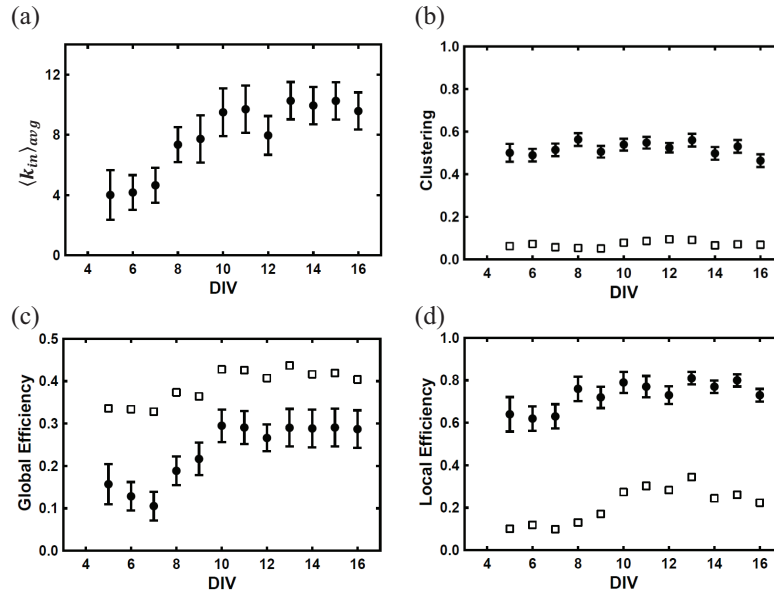 (a)
12
8
4
0
⟨k_in⟩_avg
4 6 8 10 12 14 16
DIV
(b)
1.0
0.8
0.6
0.4
0.2
0.0
Clustering
4 6 8 10 12 14 16
DIV
(c)
0.5
0.4
0.3
0.2
0.1
0.0
Global Efficiency
4 6 8 10 12 14 16
DIV
(d)
1.0
0.8
0.6
0.4
0.2
0.0
Local Efficiency
4 6 8 10 12 14 16
DIV